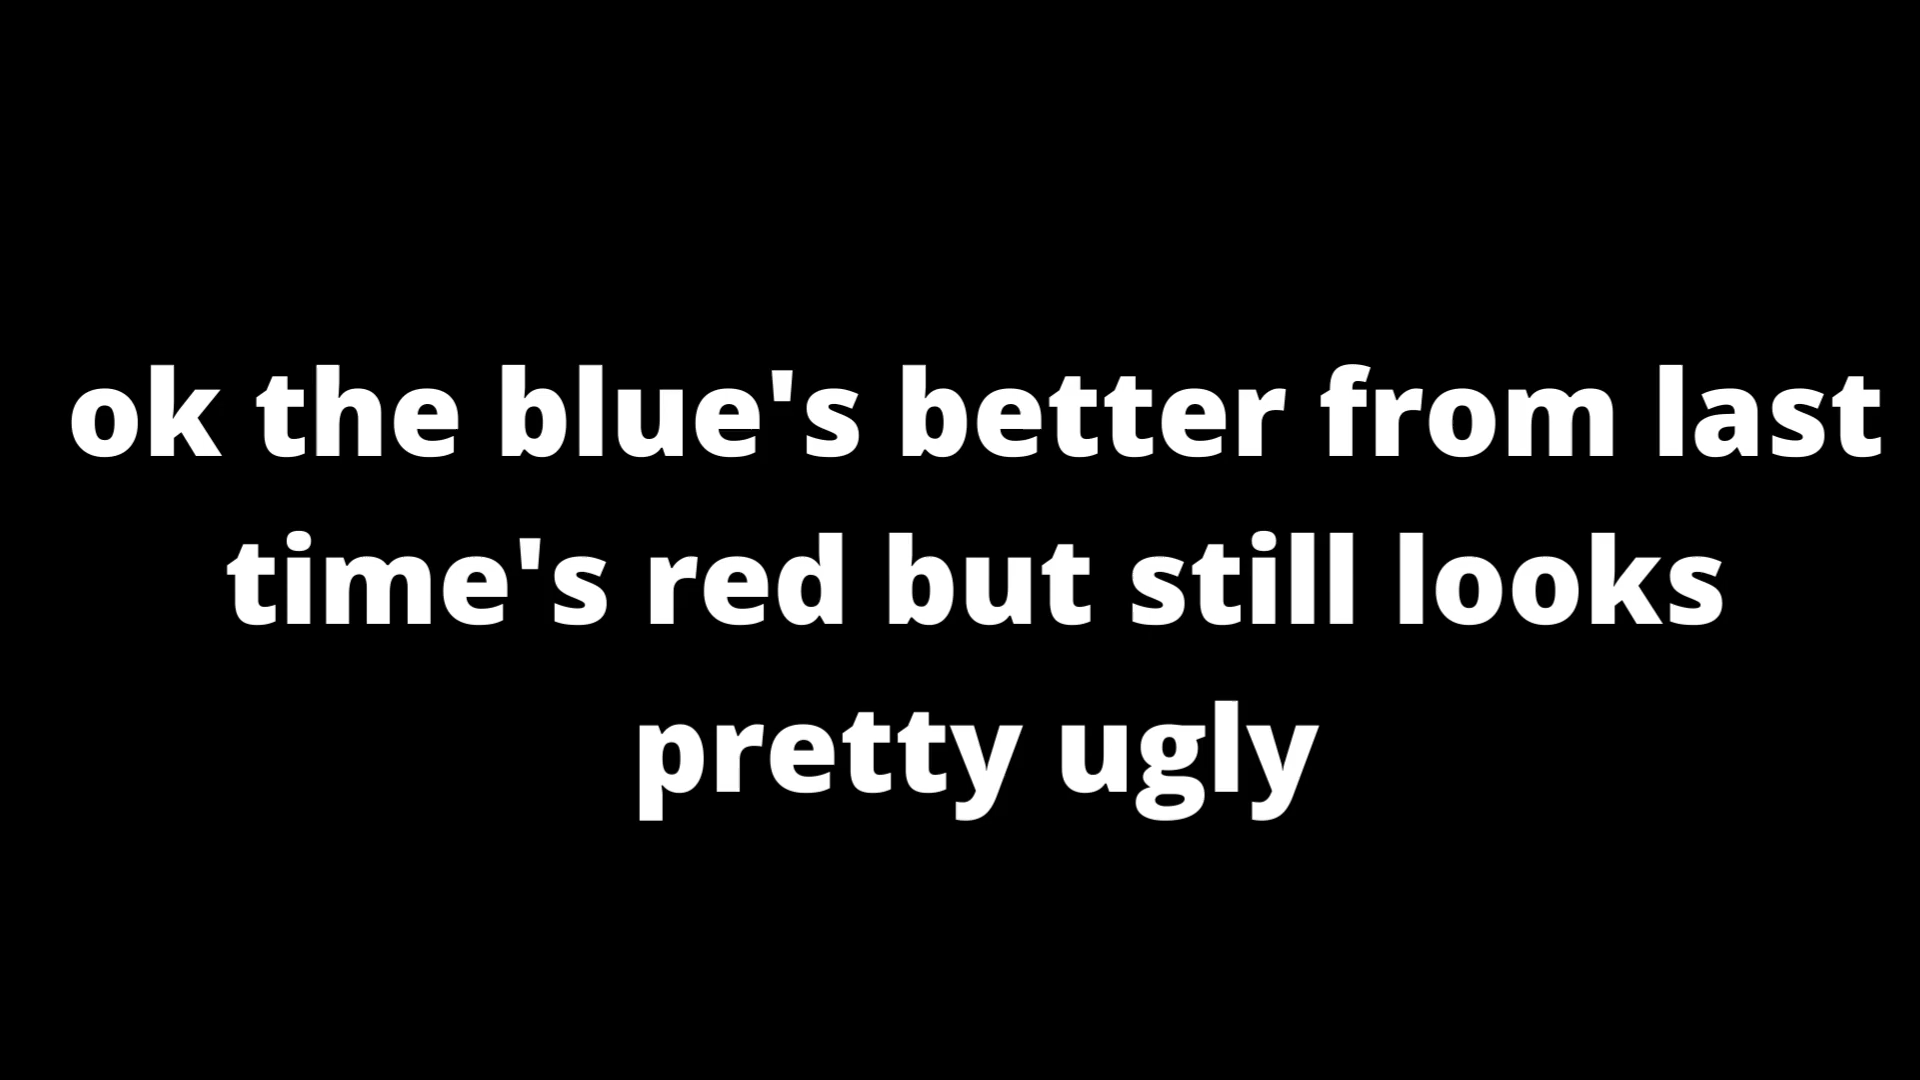 ok the blue's better from last
time's red but still looks
pretty ugly